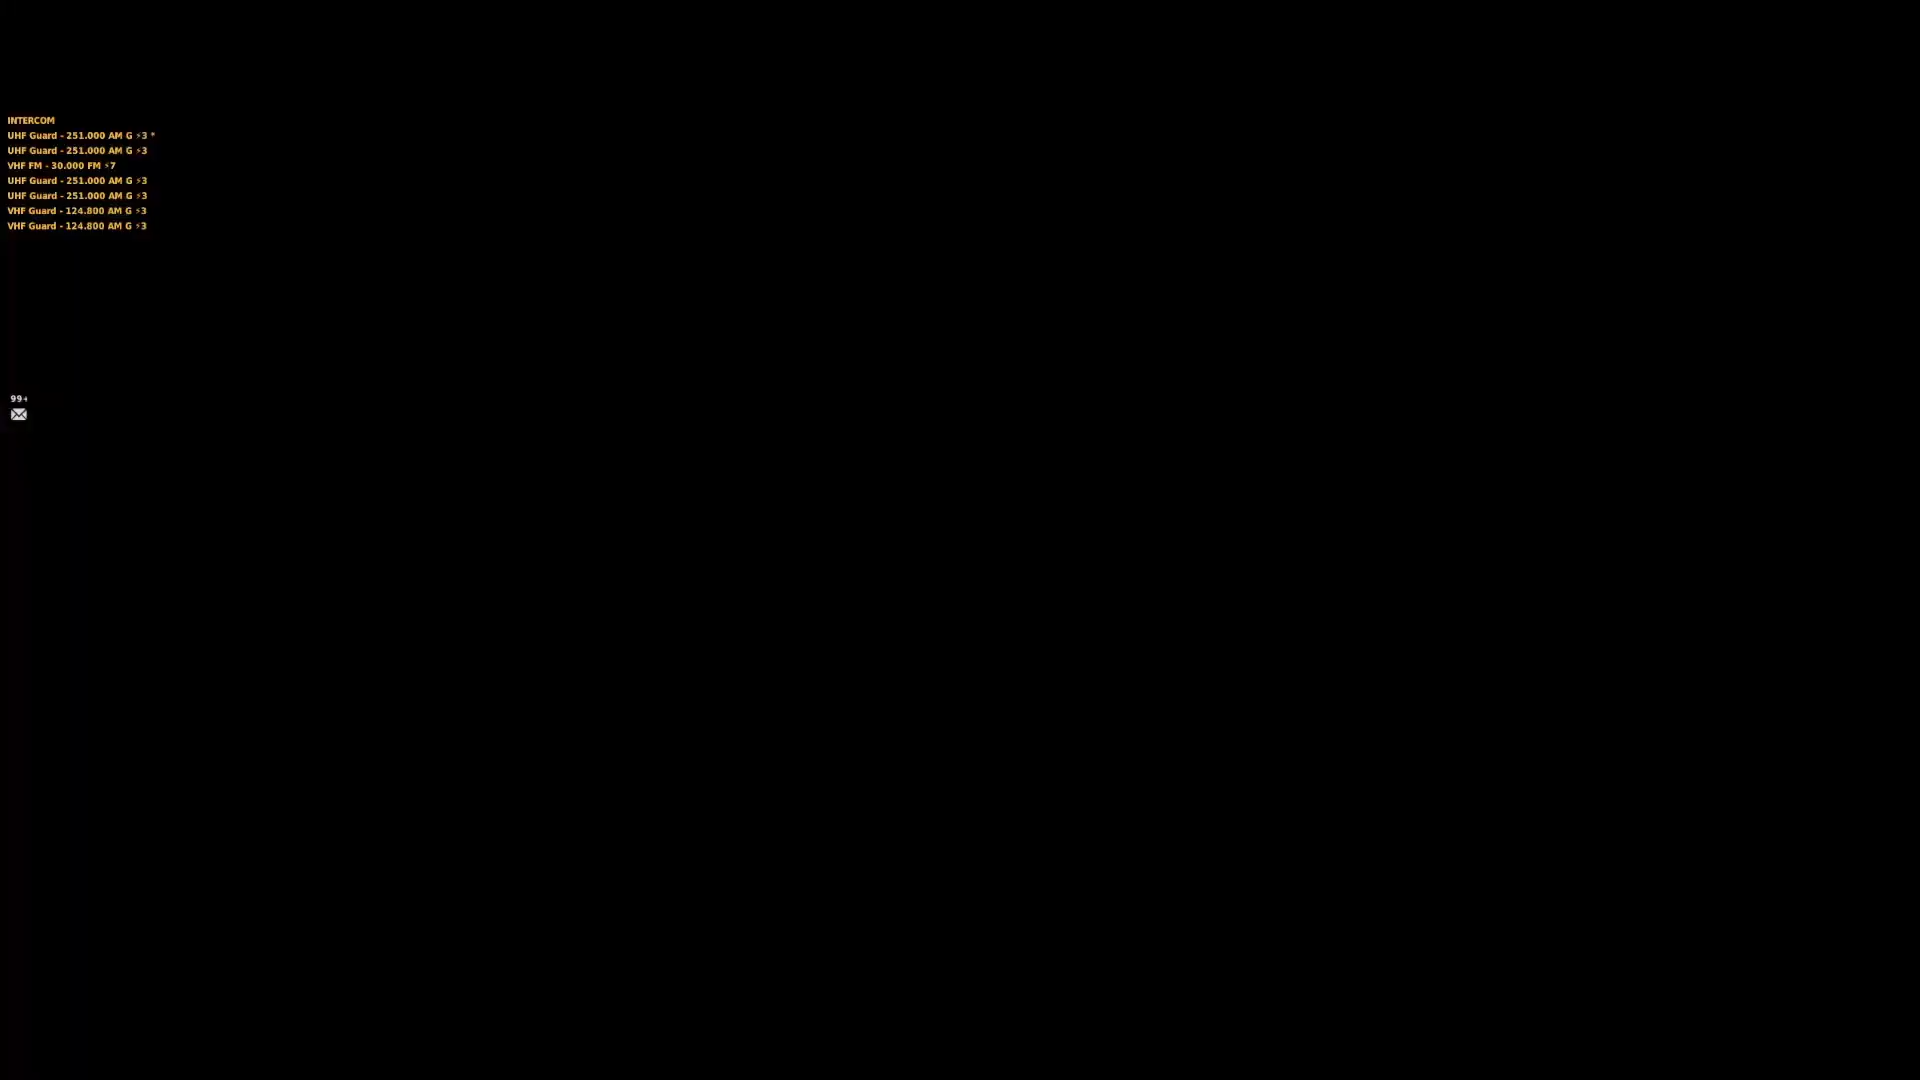 INTERCOM
UHF Guard - 251.000 AM G ⚡3 *
UHF Guard - 251.000 AM G ⚡3
VHF FM - 30.000 FM ⚡7
UHF Guard - 251.000 AM G ⚡3
UHF Guard - 251.000 AM G ⚡3
VHF Guard - 124.800 AM G ⚡3
VHF Guard - 124.800 AM G ⚡3
99+